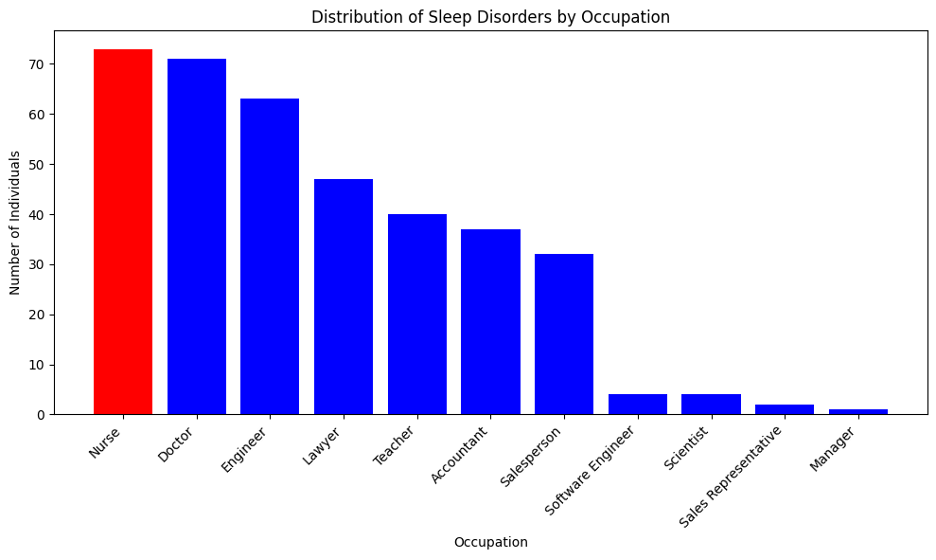 Distribution of Sleep Disorders by Occupation
Number of Individuals
70
60
50
40
30
20
10
0
Nurse
Doctor
Engineer
Lawyer
Teacher
Accountant
Salesperson
Software Engineer
Scientist
Sales Representative
Manager
Occupation